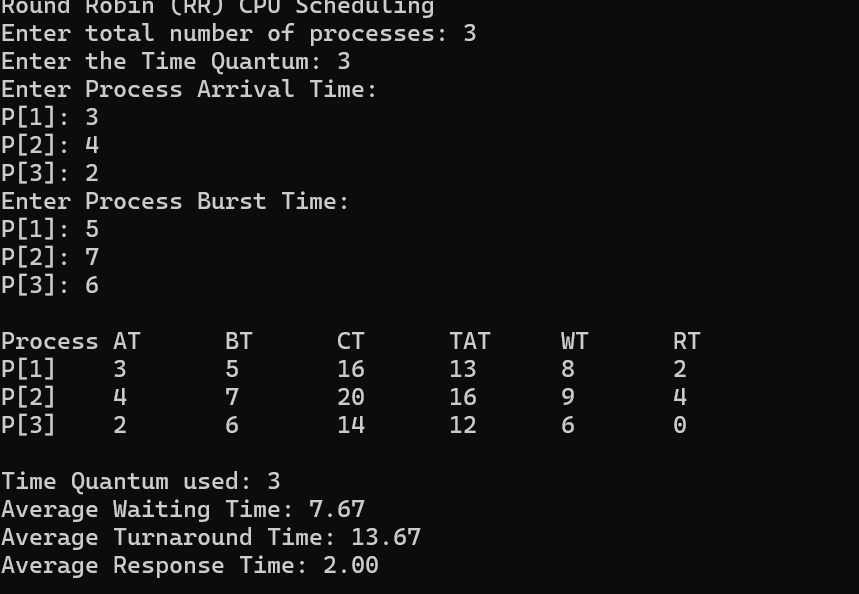 Round Robin (RR) CPU Scheduling
Enter total number of processes: 3
Enter the Time Quantum: 3
Enter Process Arrival Time:
P[1]: 3
P[2]: 4
P[3]: 2
Enter Process Burst Time:
P[1]: 5
P[2]: 7
P[3]: 6
Process AT BT CT TAT WT RT
P[1] 3 5 16 13 8 2
P[2] 4 7 20 16 9 4
P[3] 2 6 14 12 6 0
Time Quantum used: 3
Average Waiting Time: 7.67
Average Turnaround Time: 13.67
Average Response Time: 2.00